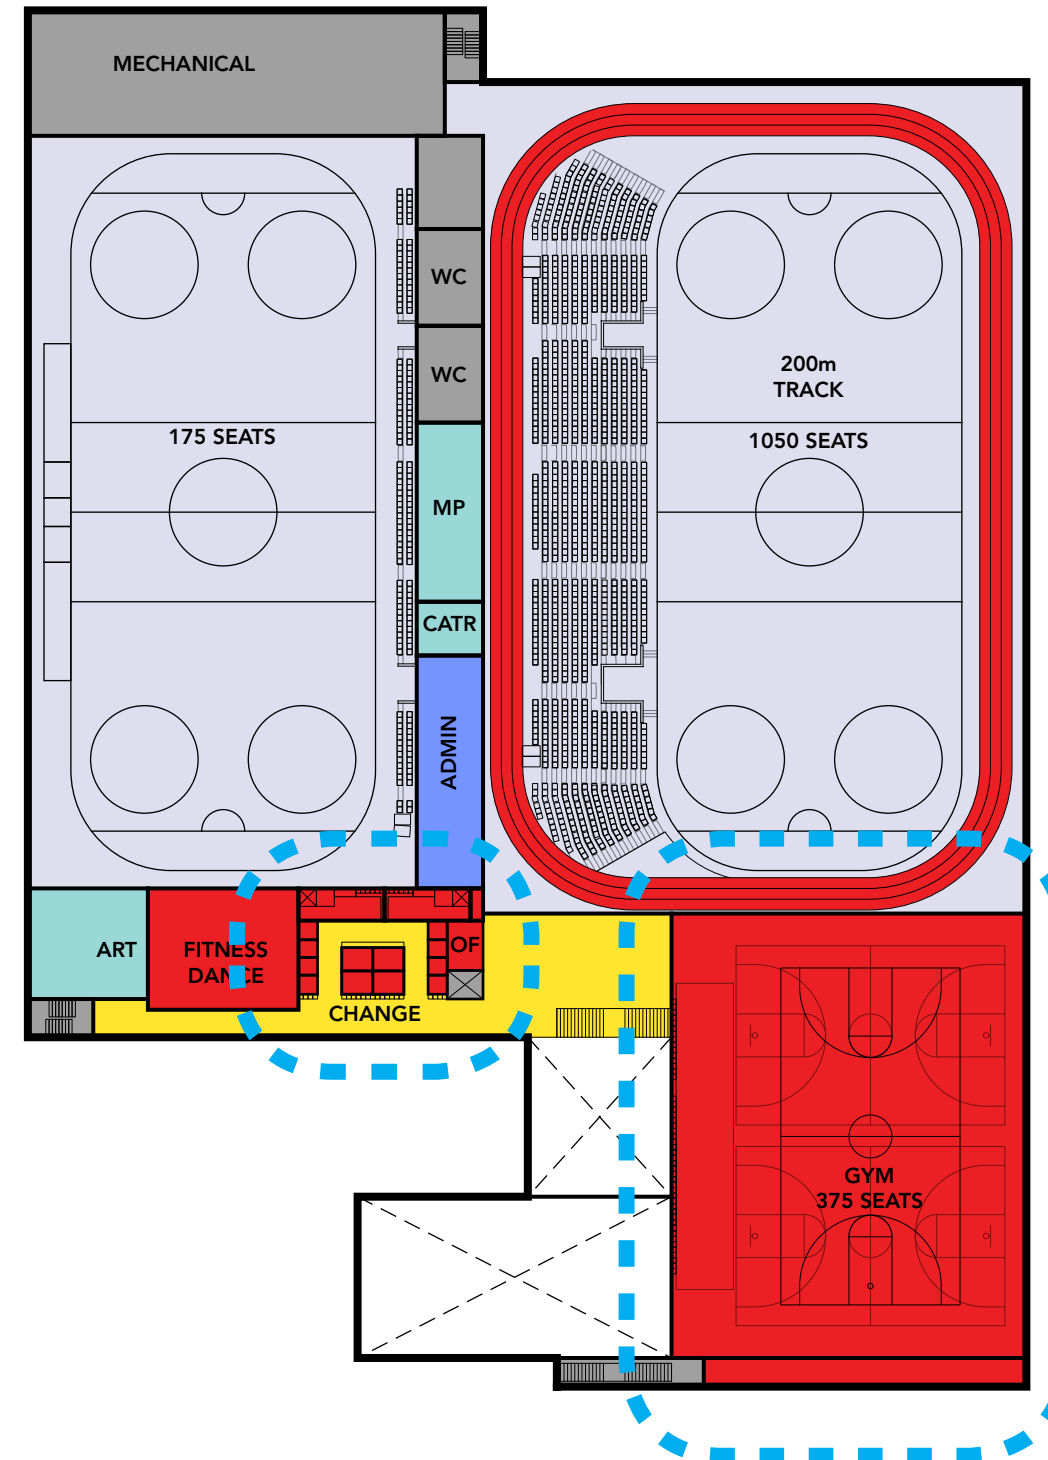 MECHANICAL
WC
WC
200m
TRACK
175 SEATS
1050 SEATS
MP
CATR
ADMIN
ART
FITNESS
DANCE
OF
CHANGE
GYM
375 SEATS